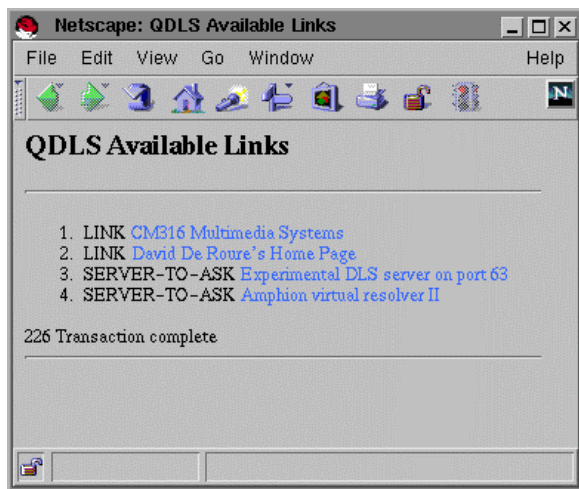 Netscape: QDLS Available Links
File Edit View Go Window Help
N
QDLS Available Links
1. LINK CM316 Multimedia Systems
2. LINK David De Roure's Home Page
3. SERVER-TO-ASK Experimental DLS server on port 63
4. SERVER-TO-ASK Amphion virtual resolver II
226 Transaction complete